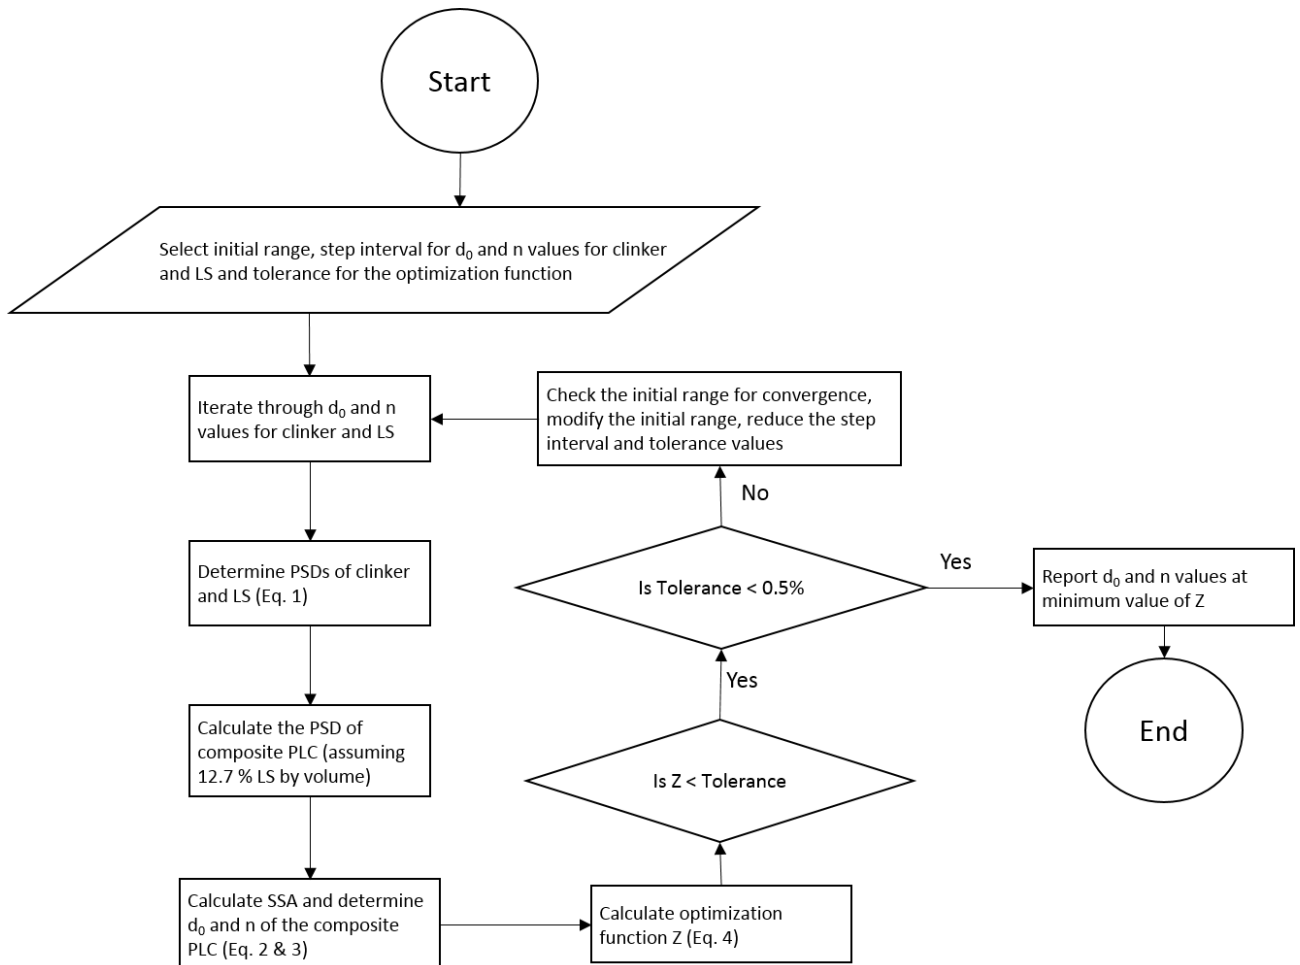 Start
Select initial range, step interval for d₀ and n values for clinker
and LS and tolerance for the optimization function
Iterate through d₀ and n
values for clinker and LS
Check the initial range for convergence,
modify the initial range, reduce the step
interval and tolerance values
No
Determine PSDs of clinker
and LS (Eq. 1)
Is Tolerance < 0.5%
Yes
Report d₀ and n values at
minimum value of Z
Yes
Calculate the PSD of
composite PLC (assuming
12.7 % LS by volume)
Is Z < Tolerance
End
Calculate SSA and determine
d₀ and n of the composite
PLC (Eq. 2 & 3)
Calculate optimization
function Z (Eq. 4)